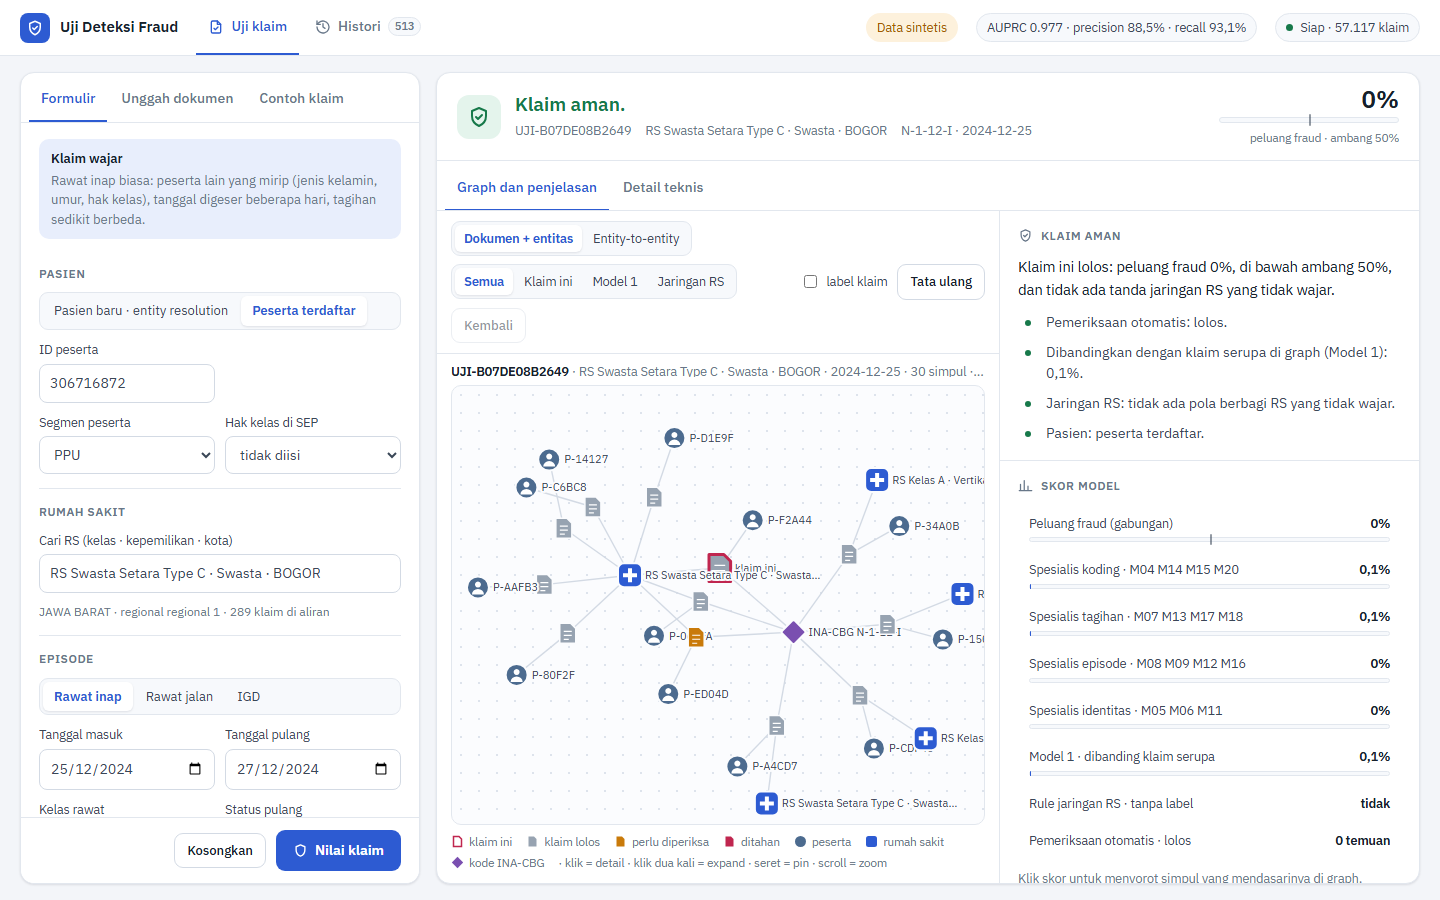 Uji Deteksi Fraud
Uji klaim
Histori 513
Data sintetis
AUPRC 0.977 · precision 88,5% · recall 93,1%
Siap · 57.117 klaim
Formulir
Unggah dokumen
Contoh klaim
Klaim wajar
Rawat inap biasa: peserta lain yang mirip (jenis kelamin,
umur, hak kelas), tanggal digeser beberapa hari, tagihan
sedikit berbeda.
PASIEN
Pasien baru · entity resolution
Peserta terdaftar
ID peserta
306716872
Segmen peserta
Hak kelas di SEP
PPU
tidak diisi
RUMAH SAKIT
Cari RS (kelas · kepemilikan · kota)
RS Swasta Setara Type C · Swasta · BOGOR
JAWA BARAT · regional regional 1 · 289 klaim di aliran
EPISODE
Rawat inap
Rawat jalan
IGD
Tanggal masuk
Tanggal pulang
25/12/2024
27/12/2024
Kelas rawat
Status pulang
Kosongkan
Nilai klaim
Klaim aman.
UJI-B07DE08B2649
RS Swasta Setara Type C · Swasta · BOGOR
N-1-12-I · 2024-12-25
0%
peluang fraud · ambang 50%
Graph dan penjelasan
Detail teknis
Dokumen + entitas
Entity-to-entity
Semua
Klaim ini
Model 1
Jaringan RS
label klaim
Tata ulang
Kembali
UJI-B07DE08B2649 · RS Swasta Setara Type C · Swasta · BOGOR · 2024-12-25 · 30 simpul ·...
P-D1E9F
P-14127
P-C6BC8
RS Kelas A · Vertika
P-F2A44
P-34A0B
klaim ini
RS Swasta Setara Type C · Swasta...
P-AAFB3
R
INA-CBG N-1-
I
P-0
A
P-150
P-80F2F
P-ED04D
RS Kelas
P-A4CD7
RS Swasta Setara Type C · Swasta...
klaim ini
klaim lolos
perlu diperiksa
ditahan
peserta
rumah sakit
kode INA-CBG
· klik = detail · klik dua kali = expand · seret = pin · scroll = zoom
KLAIM AMAN
Klaim ini lolos: peluang fraud 0%, di bawah ambang 50%,
dan tidak ada tanda jaringan RS yang tidak wajar.
Pemeriksaan otomatis: lolos.
Dibandingkan dengan klaim serupa di graph (Model 1):
0,1%.
Jaringan RS: tidak ada pola berbagi RS yang tidak wajar.
Pasien: peserta terdaftar.
SKOR MODEL
Peluang fraud (gabungan) 0%
Spesialis koding · M04 M14 M15 M20 0,1%
Spesialis tagihan · M07 M13 M17 M18 0,1%
Spesialis episode · M08 M09 M12 M16 0%
Spesialis identitas · M05 M06 M11 0%
Model 1 · dibanding klaim serupa 0,1%
Rule jaringan RS · tanpa label tidak
Pemeriksaan otomatis · lolos 0 temuan
Klik skor untuk menyorot simpul yang mendasarinya di graph.